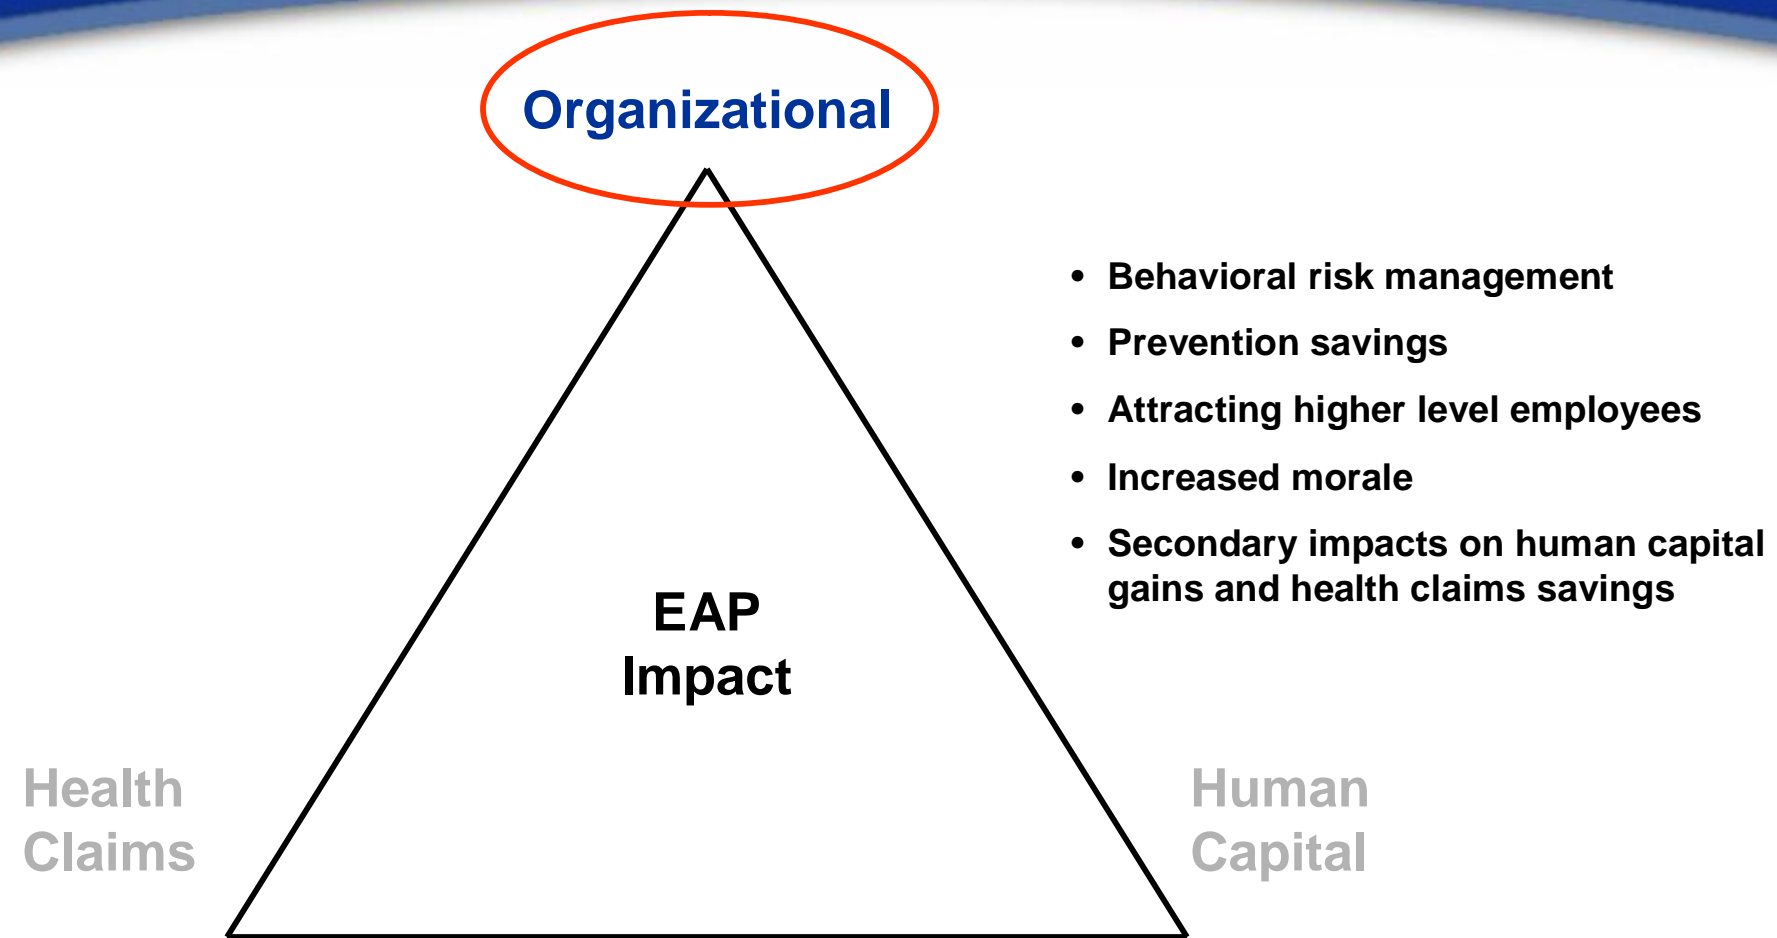 Organizational
• Behavioral risk management
• Prevention savings
• Attracting higher level employees
• Increased morale
• Secondary impacts on human capital
gains and health claims savings
EAP
Impact
Health
Claims
Human
Capital